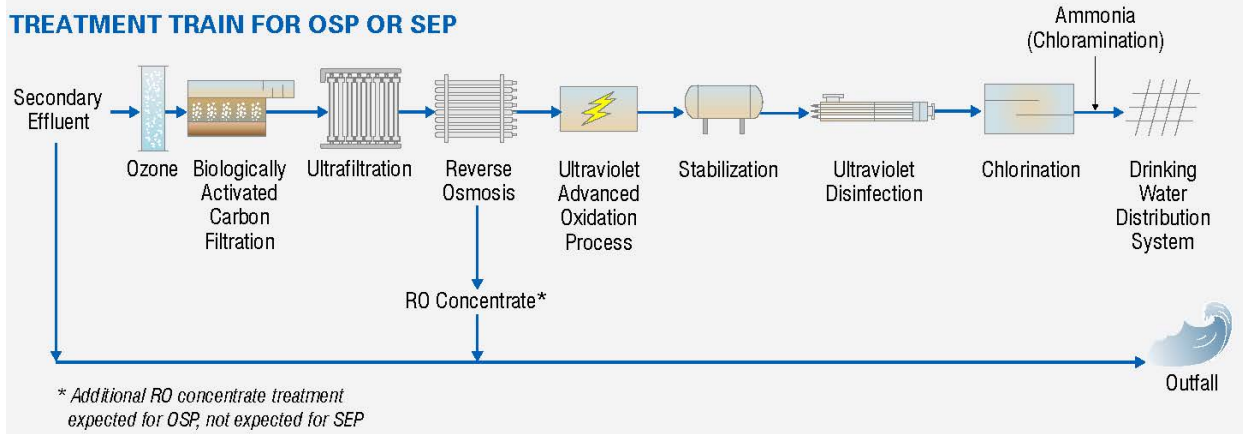 TREATMENT TRAIN FOR OSP OR SEP
Ammonia
(Chloramination)
Secondary
Effluent
Ozone
Biologically
Activated
Carbon
Filtration
Ultrafiltration
Reverse
Osmosis
Ultraviolet
Advanced
Oxidation
Process
Stabilization
Ultraviolet
Disinfection
Chlorination
Drinking
Water
Distribution
System
RO Concentrate*
Outfall
* Additional RO concentrate treatment
expected for OSP, not expected for SEP